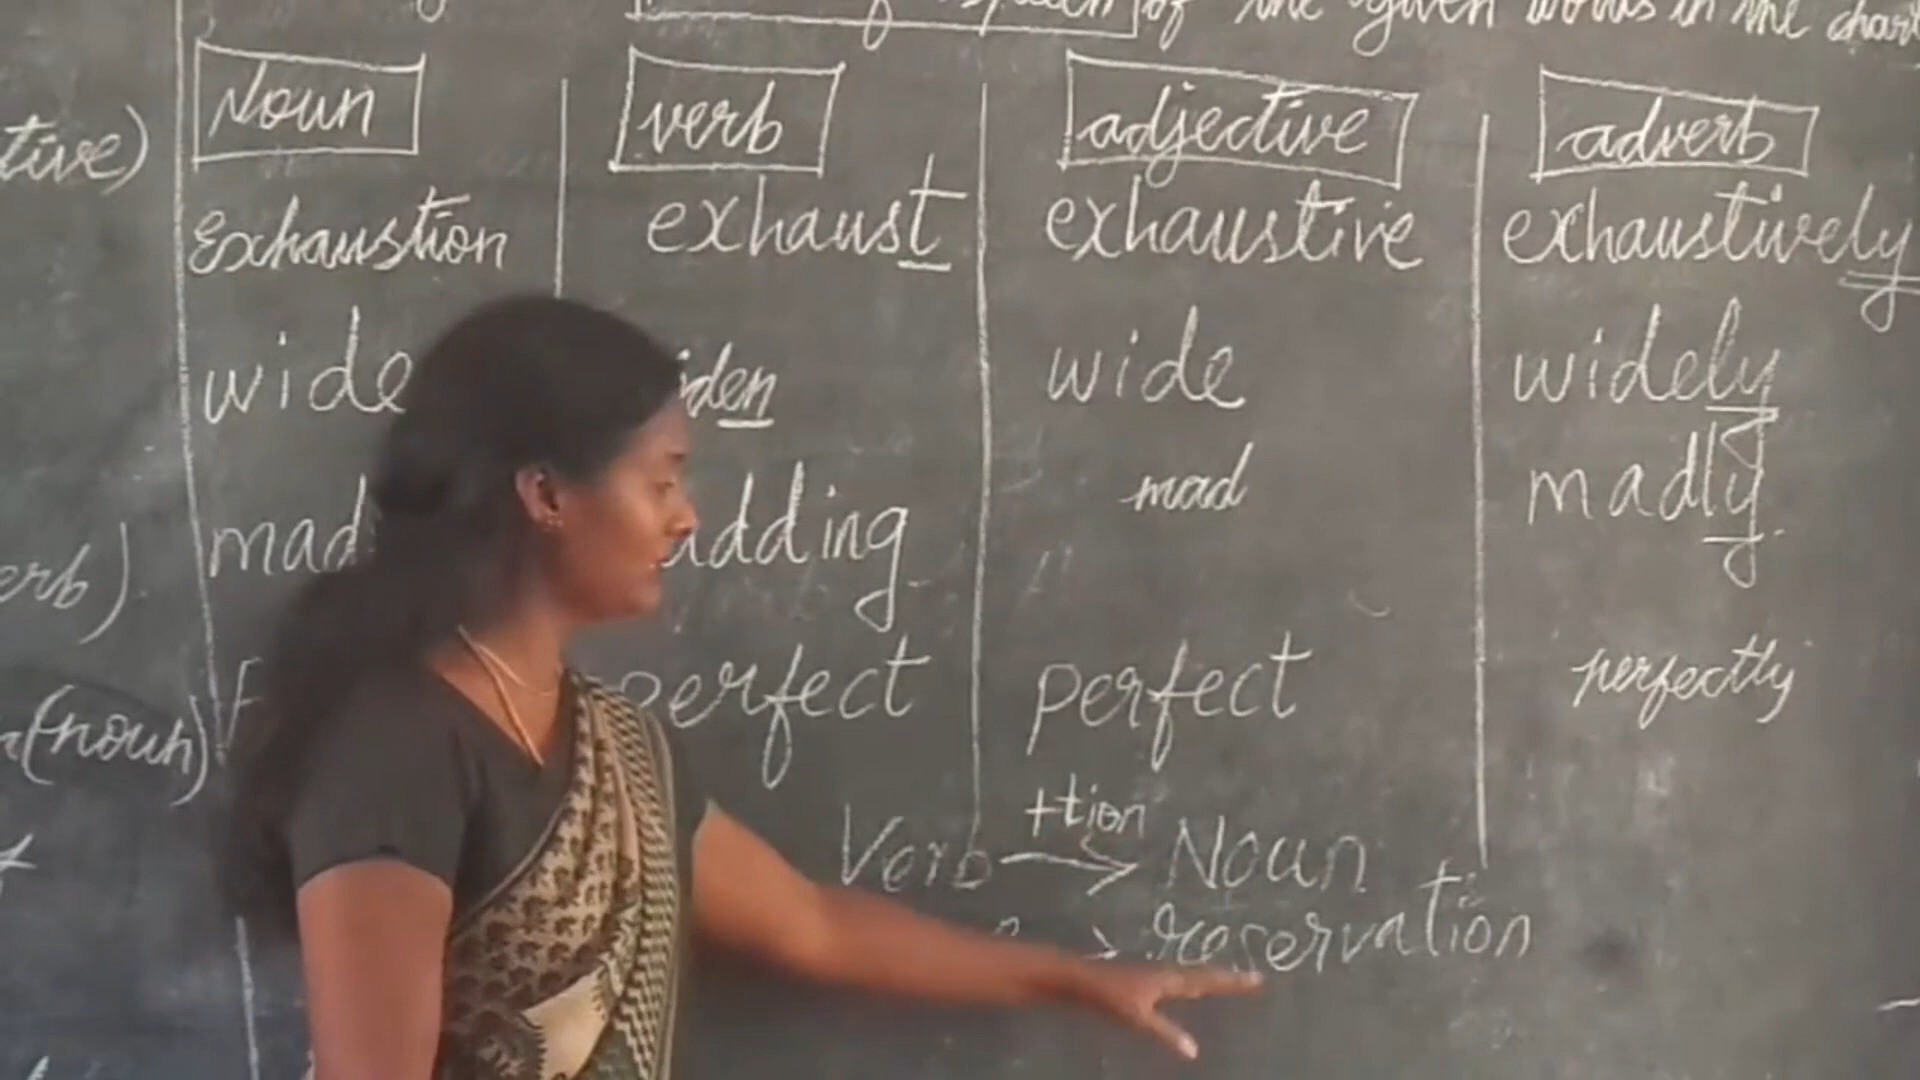 of the given words in the chart
Noun verb adjective adverb
tive)
Exhaustion exhaust exhaustive exhaustively
wide iden wide widely
mad adding mad madly
erb)
perfect perfect perfectly
(noun)
+tion
Verb → Noun
→ reservation